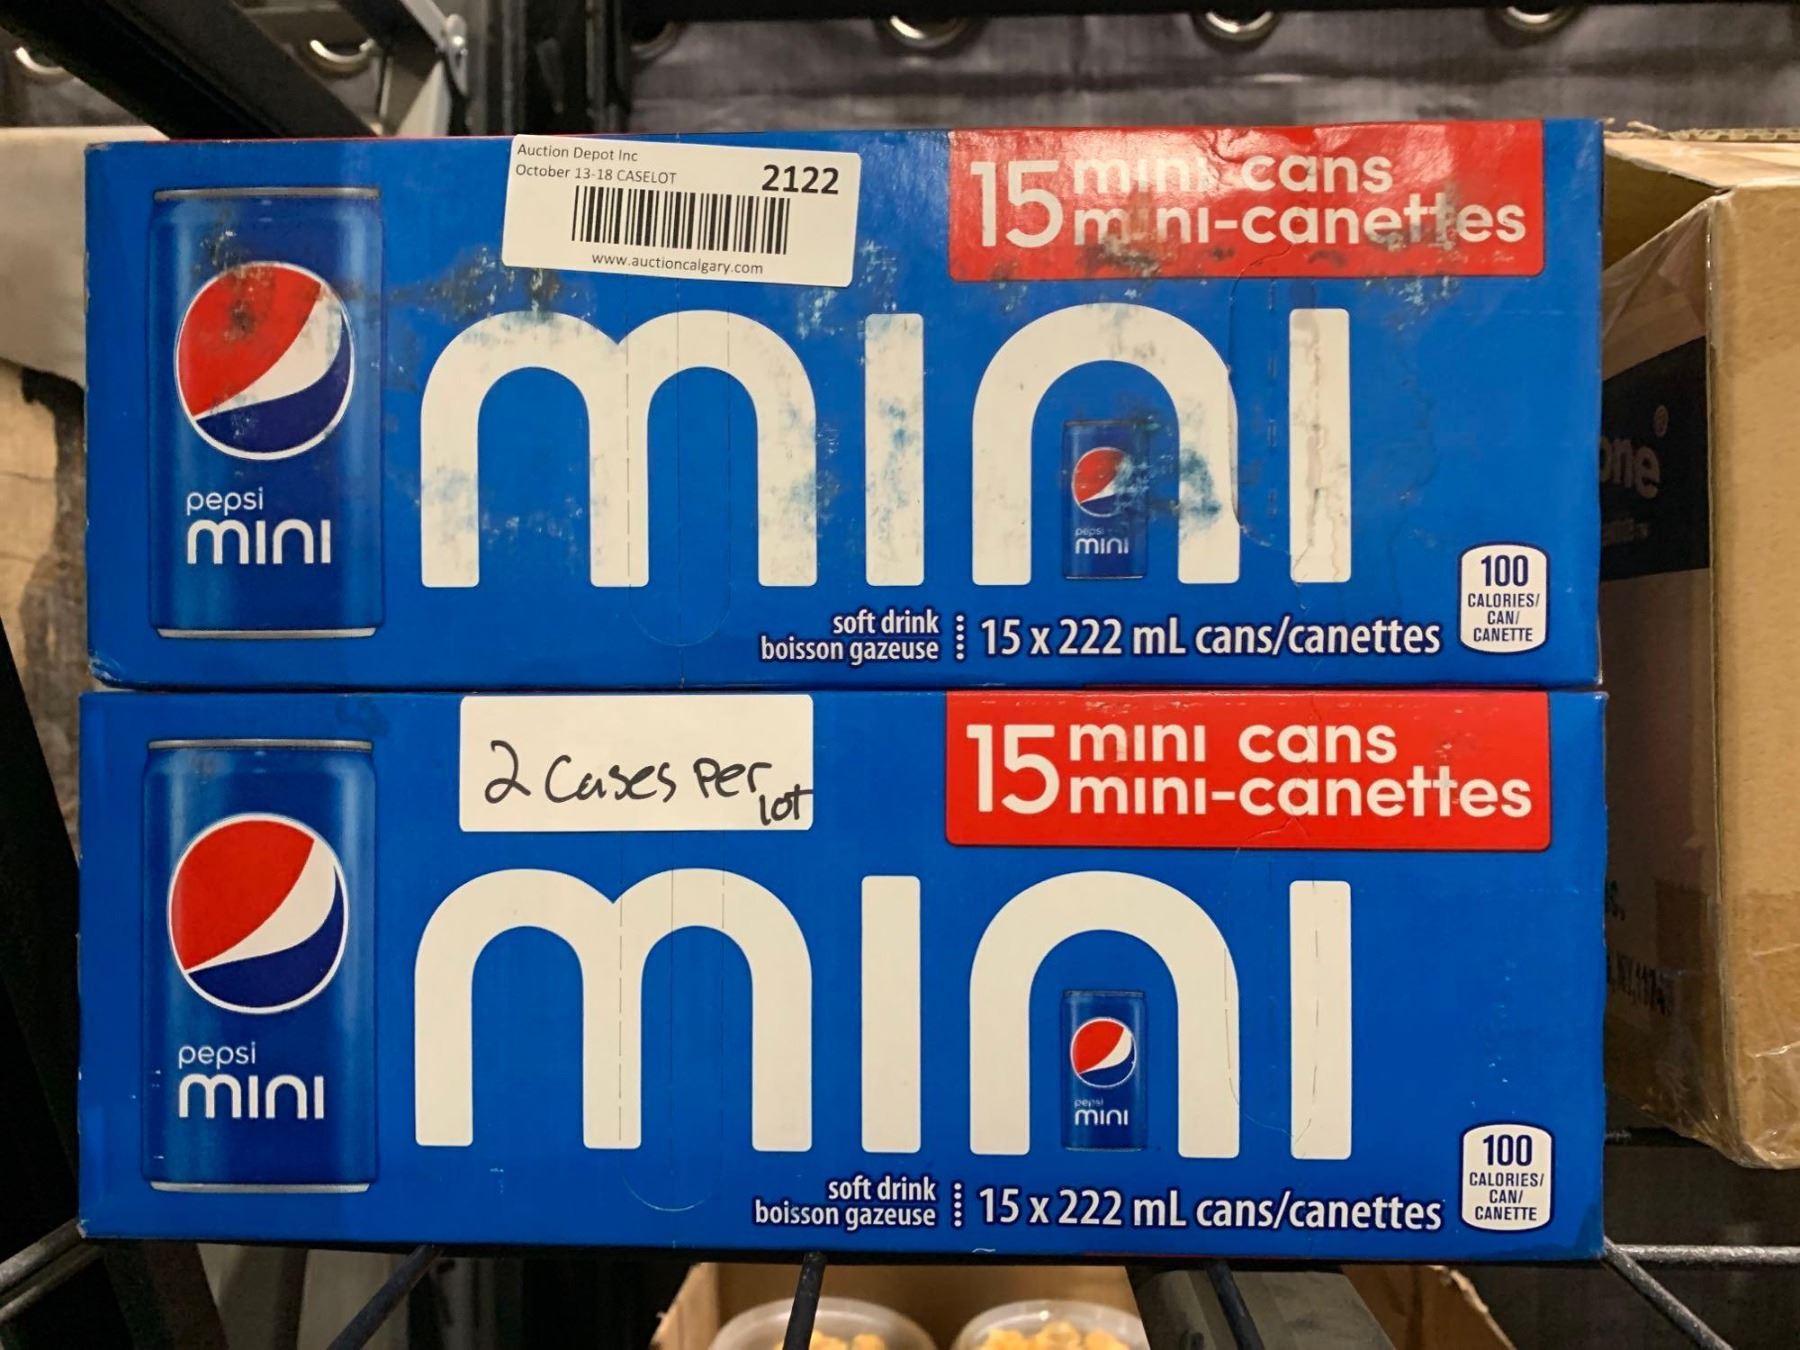 Auction Depot Inc
October 13-18 CASELOT
2122
www.auctioncalgary.com
15 mini cans
mini-canettes
pepsi
mini
mini
pepsi
mini
soft drink
boisson gazeuse
15 x 222 mL cans/canettes
100
CALORIES/
CAN/
CANETTE
2 Cases Per
lot
15 mini cans
mini-canettes
pepsi
mini
mini
pepsi
mini
soft drink
boisson gazeuse
15 x 222 mL cans/canettes
100
CALORIES/
CAN/
CANETTE